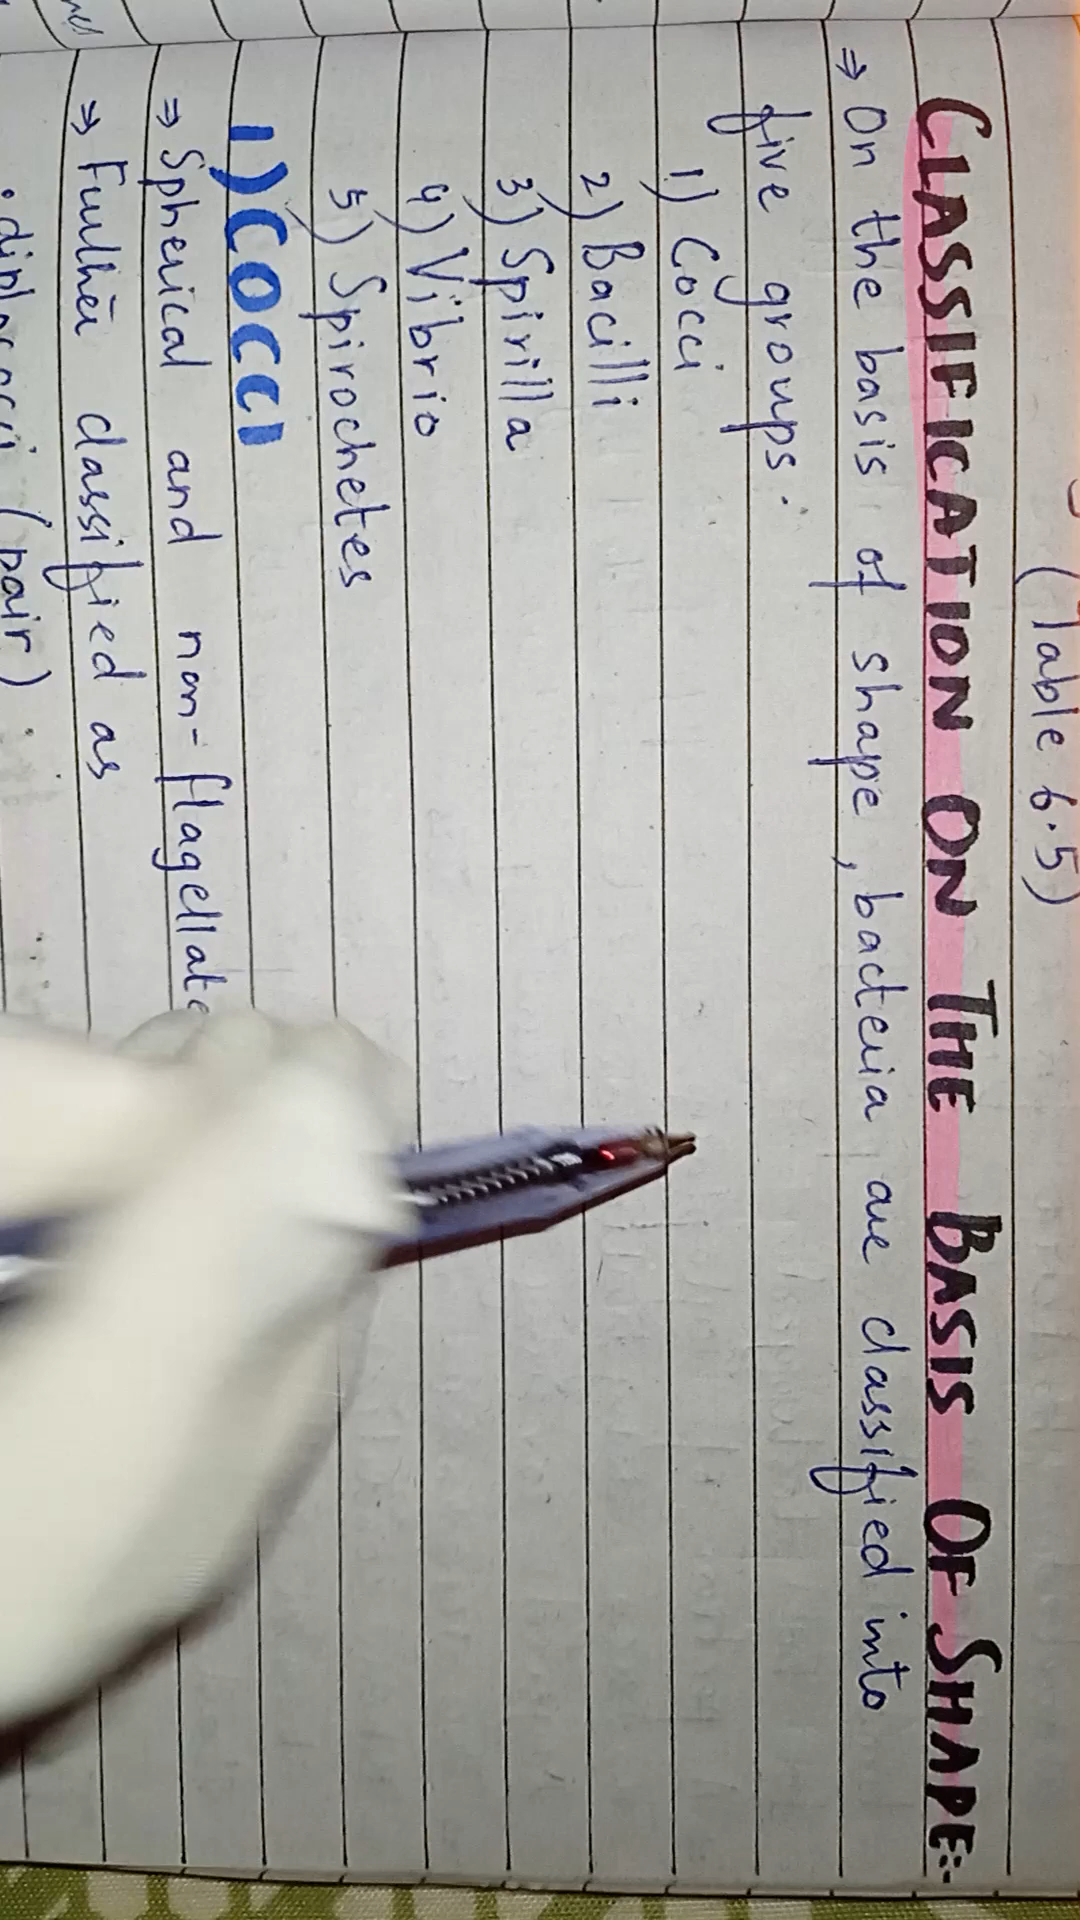 (Table 6.5)
CLASSIFICATION ON THE BASIS OF SHAPE:-
⇒ On the basis of shape, bacteria are classified into
five groups.
1) Cocci
2) Bacilli
3) Spirilla
4) Vibrio
5) Spirochetes
1) COCCI
⇒ Spherical and non-flagellate
⇒ Further classified as
• diplococci (pair)